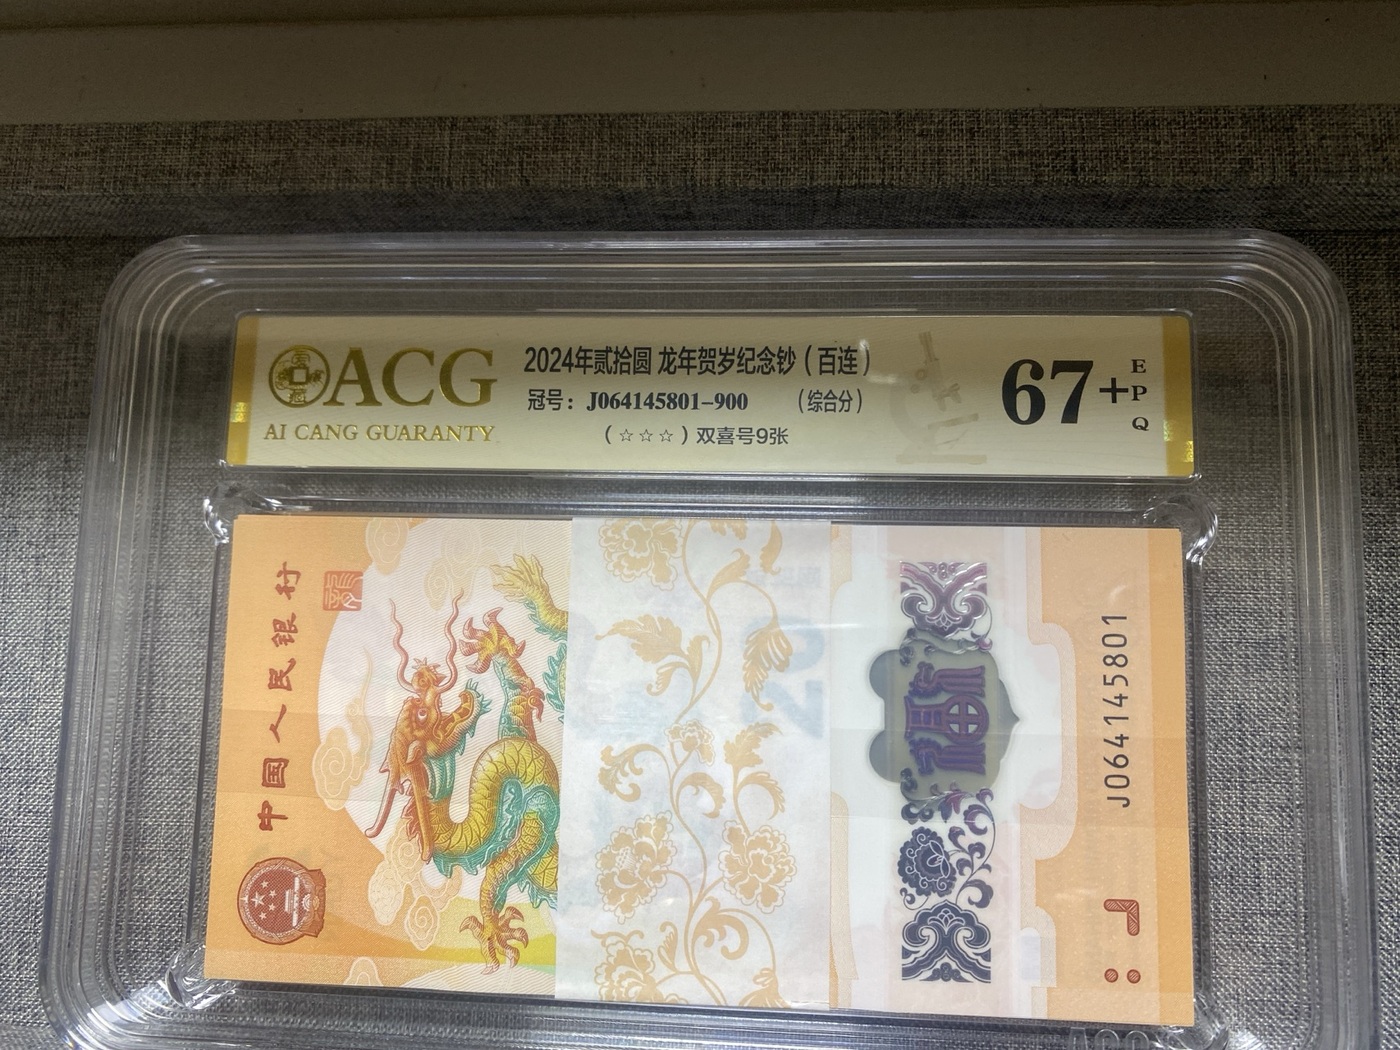 ACG
AI CANG GUARANTY
2024年贰拾圆 龙年贺岁纪念钞(百连)
冠号:J064145801-900 (综合分)
(☆☆☆)双喜号9张
67+
EPQ
中国人民银行
福
J064145801